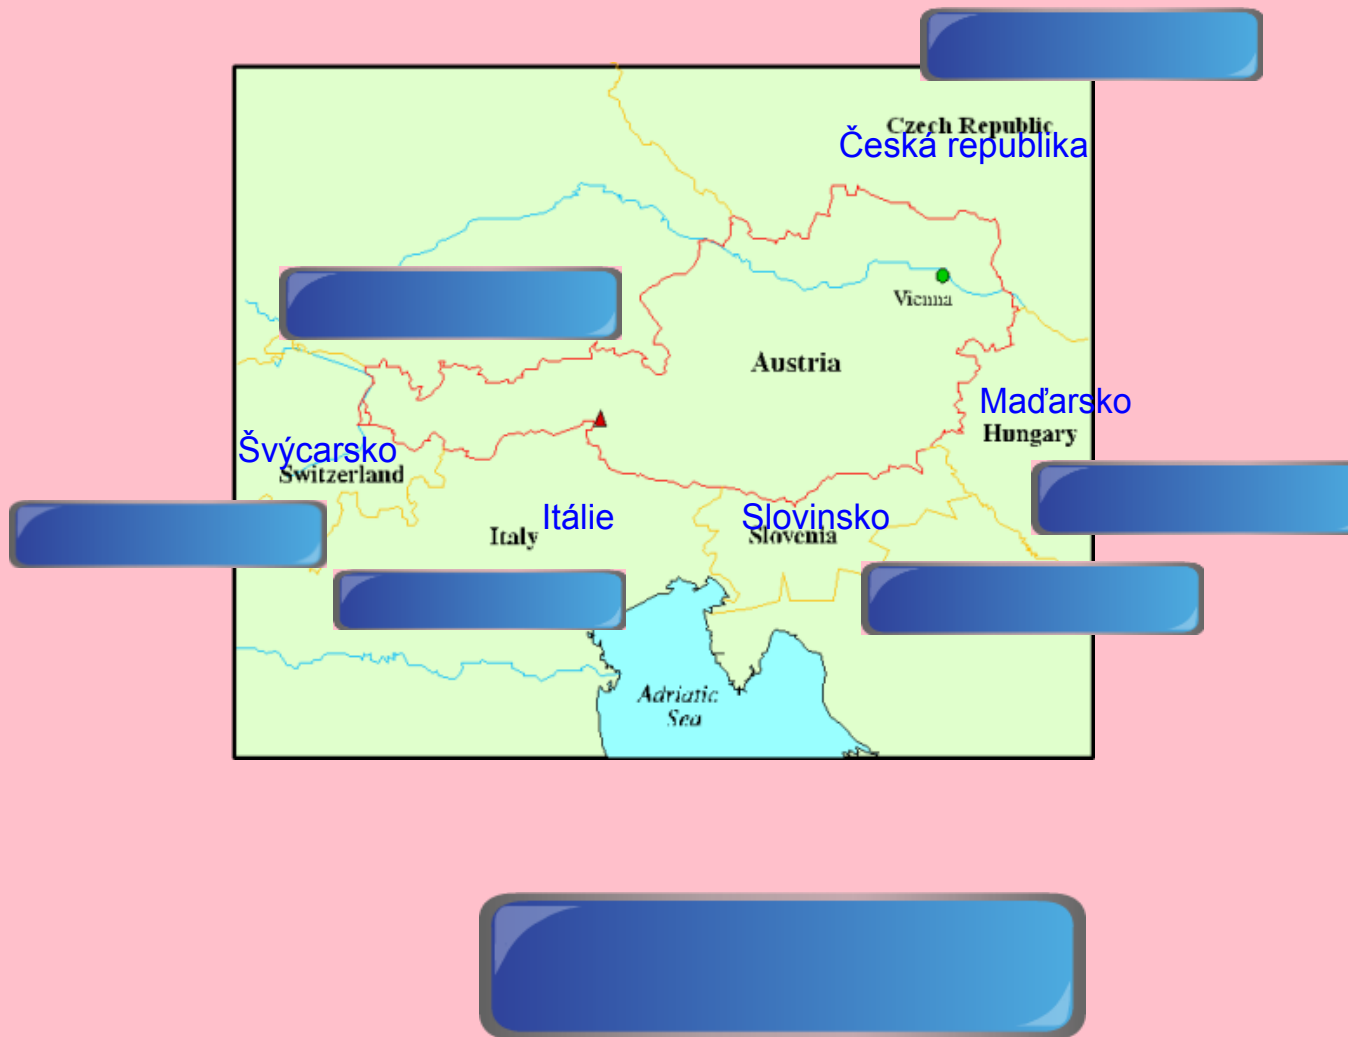 Czech Republic
Česká republika
Vienna
Austria
Maďarsko
Hungary
Švýcarsko
Switzerland
Itálie
Italy
Slovinsko
Slovenia
Adriatic
Sea